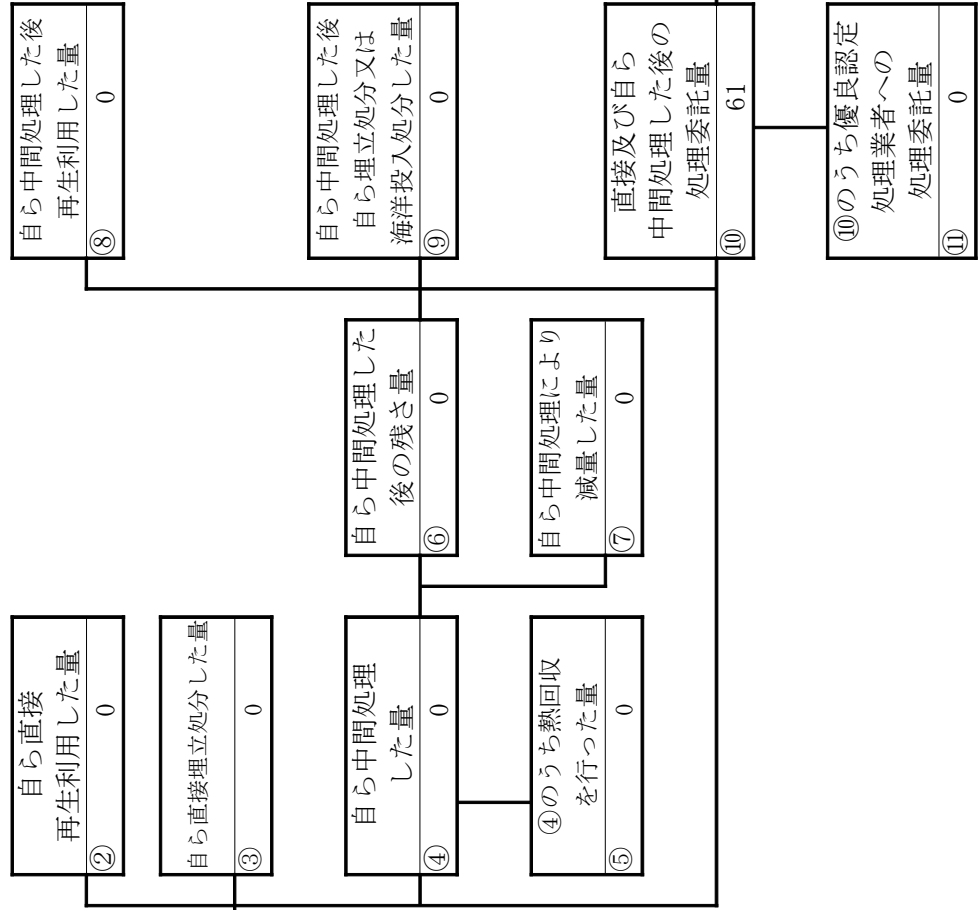 自ら直接
再生利用した量
② 0
自ら直接埋立処分した量
③ 0
自ら中間処理
した量
④ 0
④のうち熱回収
を行った量
⑤ 0
自ら中間処理した
後の残さ量
⑥ 0
自ら中間処理により
減量した量
⑦ 0
自ら中間処理した後
再生利用した量
⑧ 0
自ら中間処理した後
自ら埋立処分又は
海洋投入処分した量
⑨ 0
直接及び自ら
中間処理した後の
処理委託量
⑩ 61
⑩のうち優良認定
処理業者への
処理委託量
⑪ 0